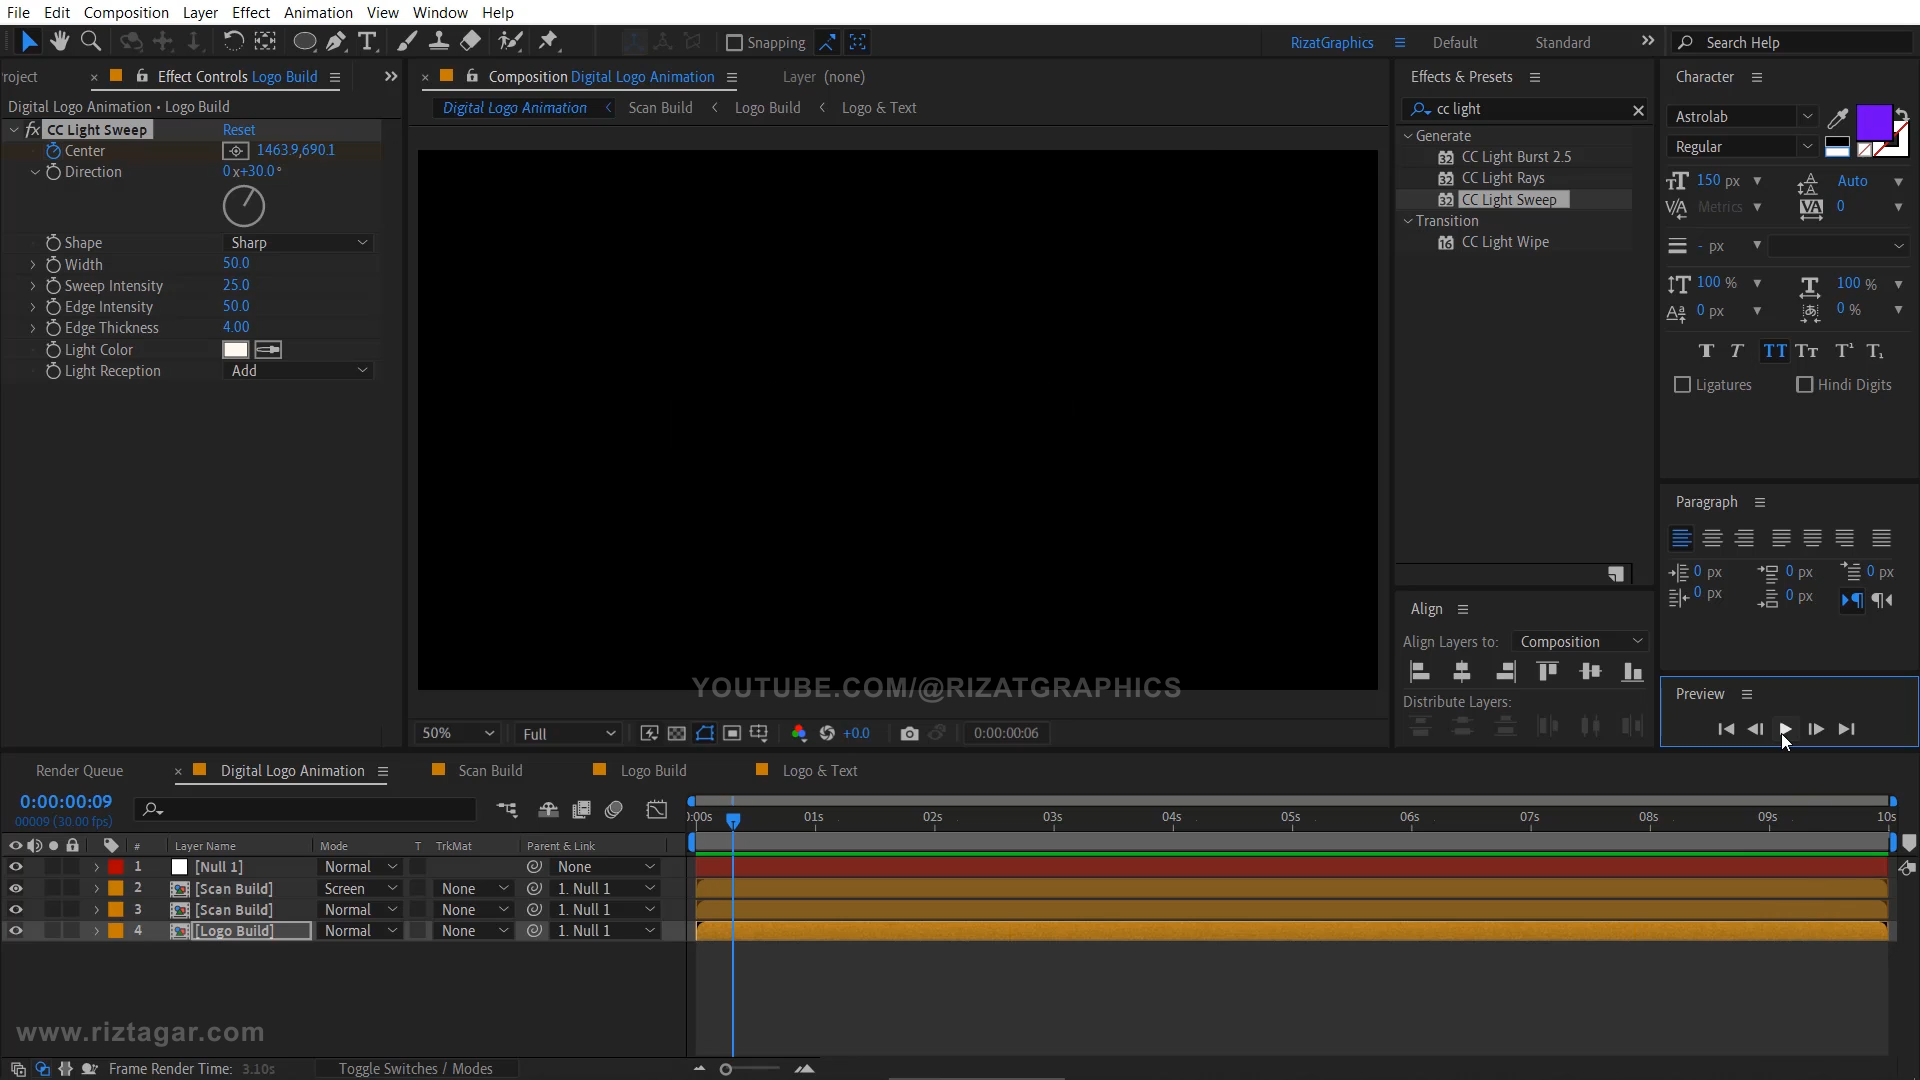 File Edit Composition Layer Effect Animation View Window Help
Snapping RizatGraphics Default Standard Search Help
roject Effect Controls Logo Build
Composition Digital Logo Animation Layer (none)
Effects & Presets
Character
Digital Logo Animation • Logo Build
Digital Logo Animation Scan Build Logo Build Logo & Text
cc light
fx CC Light Sweep Reset
Center 1463.9,690.1
Direction 0x+30.0°
Shape Sharp
Width 50.0
Sweep Intensity 25.0
Edge Intensity 50.0
Edge Thickness 4.00
Light Color
Light Reception Add
Generate
CC Light Burst 2.5
CC Light Rays
CC Light Sweep
Transition
CC Light Wipe
Astrolab
Regular
150 px Auto
Metrics 0
- px
100 % 100 %
0 px 0 %
Ligatures Hindi Digits
Paragraph
0 px 0 px 0 px
0 px 0 px
Align
Align Layers to: Composition
Distribute Layers:
Preview
YOUTUBE.COM/@RIZATGRAPHICS
50% Full +0.0 0:00:00:06
Render Queue Digital Logo Animation Scan Build Logo Build Logo & Text
0:00:00:09
00009 (30.00 fps)
):00s 01s 02s 03s 04s 05s 06s 07s 08s 09s 10s
# Layer Name Mode T TrkMat Parent & Link
1 [Null 1] Normal None
2 [Scan Build] Screen None 1. Null 1
3 [Scan Build] Normal None 1. Null 1
4 [Logo Build] Normal None 1. Null 1
www.riztagar.com
Frame Render Time: 3.10s Toggle Switches / Modes